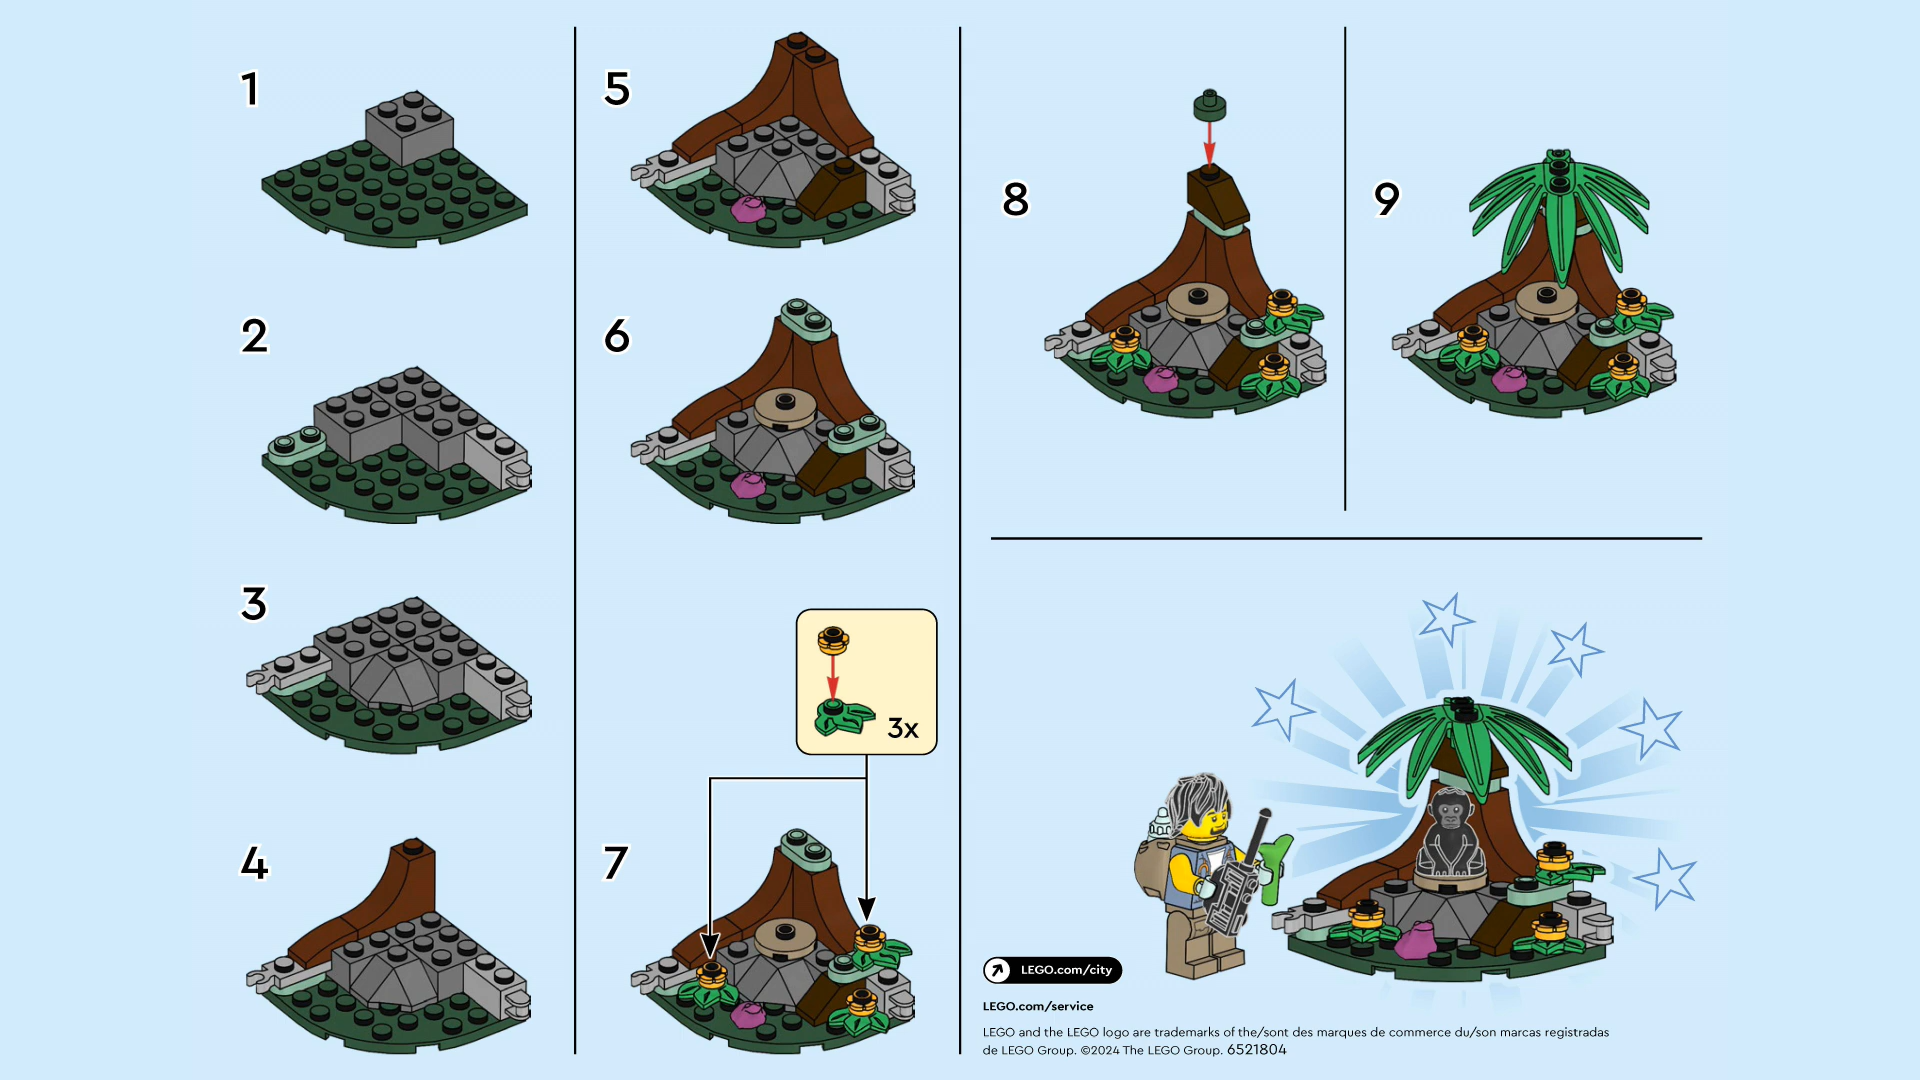 1
2
3
4
5
6
3x
7
8
9
LEGO.com/city
LEGO.com/service
LEGO and the LEGO logo are trademarks of the/sont des marques de commerce du/son marcas registradas
de LEGO Group. ©2024 The LEGO Group. 6521804